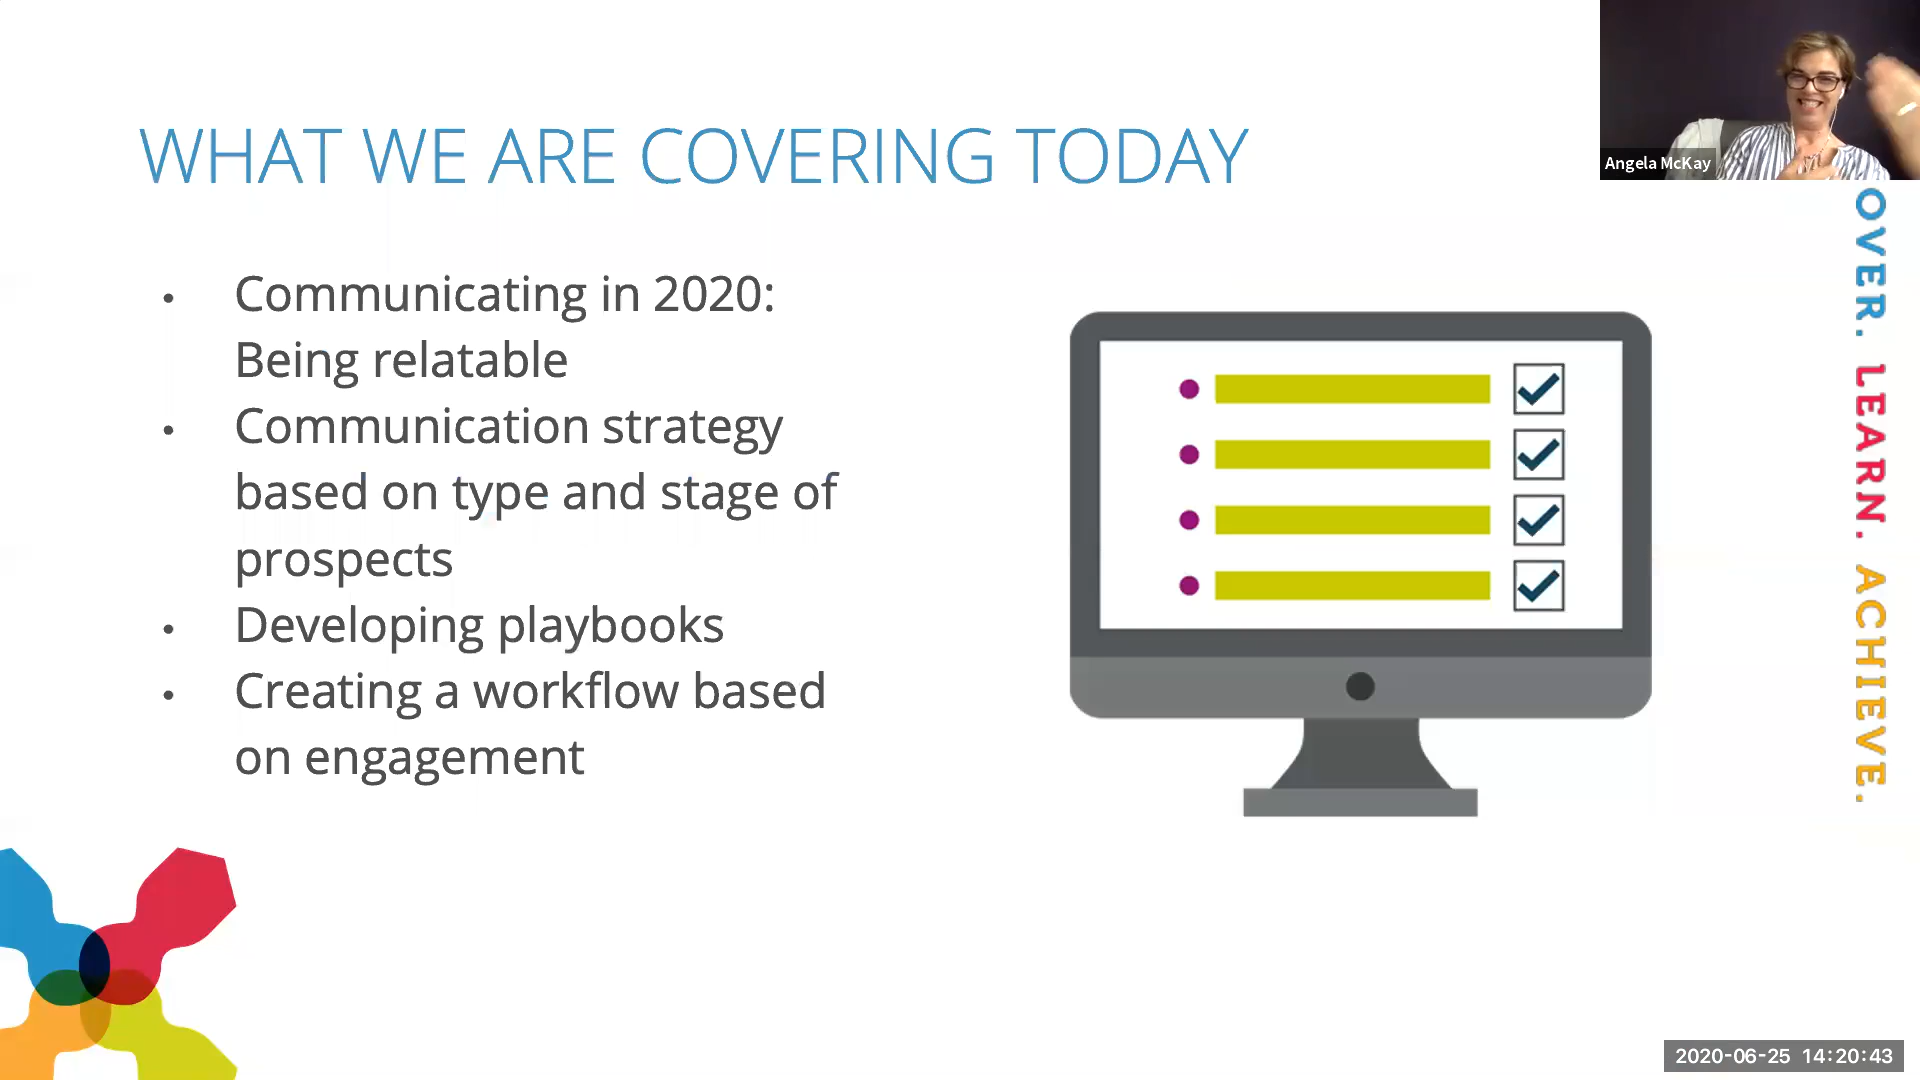 WHAT WE ARE COVERING TODAY
Angela McKay
• Communicating in 2020:
Being relatable
• Communication strategy
based on type and stage of
prospects
• Developing playbooks
• Creating a workflow based
on engagement
OVER. LEARN. ACHIEVE.
2020-06-25 14:20:43